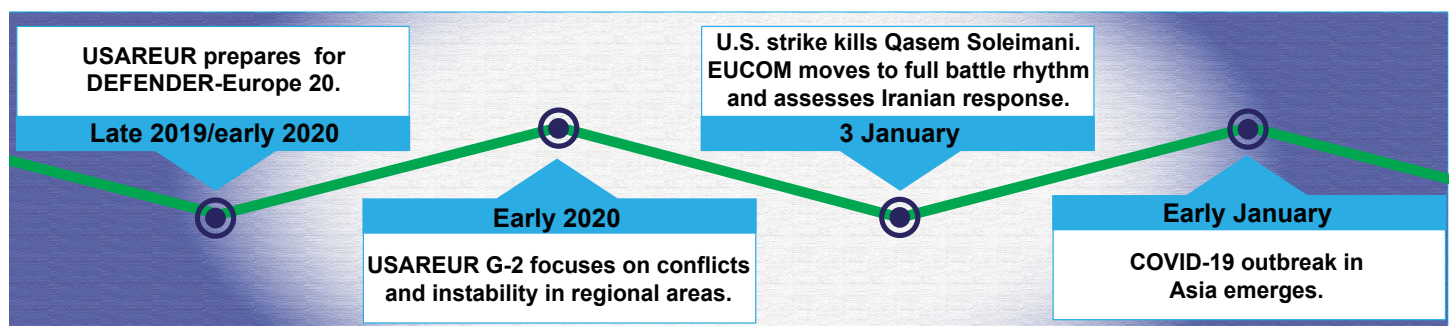 USAREUR prepares for
DEFENDER-Europe 20.
Late 2019/early 2020
Early 2020
USAREUR G-2 focuses on conflicts
and instability in regional areas.
U.S. strike kills Qasem Soleimani.
EUCOM moves to full battle rhythm
and assesses Iranian response.
3 January
Early January
COVID-19 outbreak in
Asia emerges.